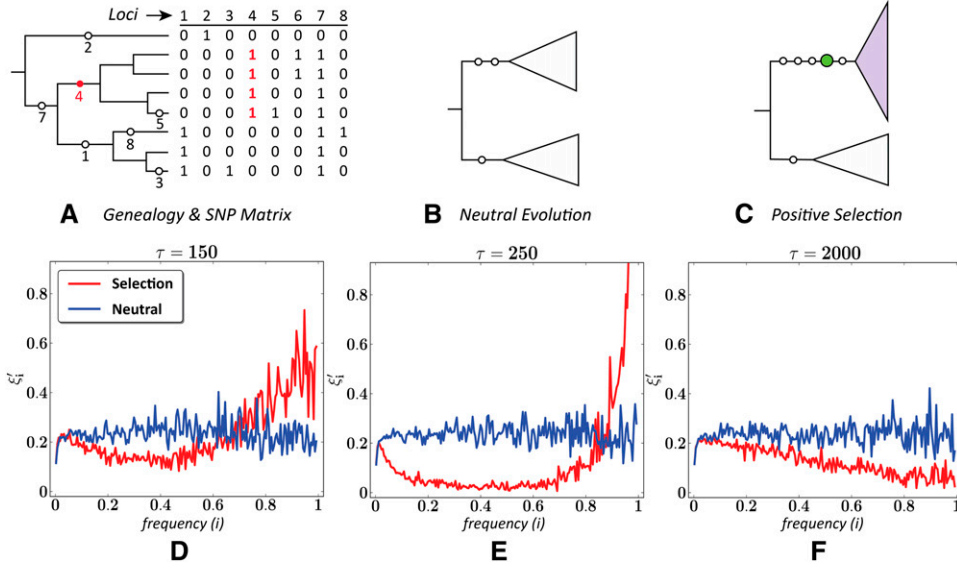 Loci → 1 2 3 4 5 6 7 8
0 1 0 0 0 0 0 0
2
0 0 0 1 0 1 1 0
0 0 0 1 0 1 1 0
4
0 0 0 1 0 0 1 0
7
0 0 0 1 1 0 1 0
5
1 0 0 0 0 0 1 1
8
1
1 0 0 0 0 0 1 0
1 0 1 0 0 0 1 0
3
A Genealogy & SNP Matrix
B Neutral Evolution
C Positive Selection
τ = 150
Selection
Neutral
ξ′i
0.8
0.6
0.4
0.2
0
0 0.2 0.4 0.6 0.8 1
frequency (i)
D
τ = 250
ξ′i
0.8
0.6
0.4
0.2
0
0 0.2 0.4 0.6 0.8 1
frequency (i)
E
τ = 2000
ξ′i
0.8
0.6
0.4
0.2
0
0 0.2 0.4 0.6 0.8 1
frequency (i)
F